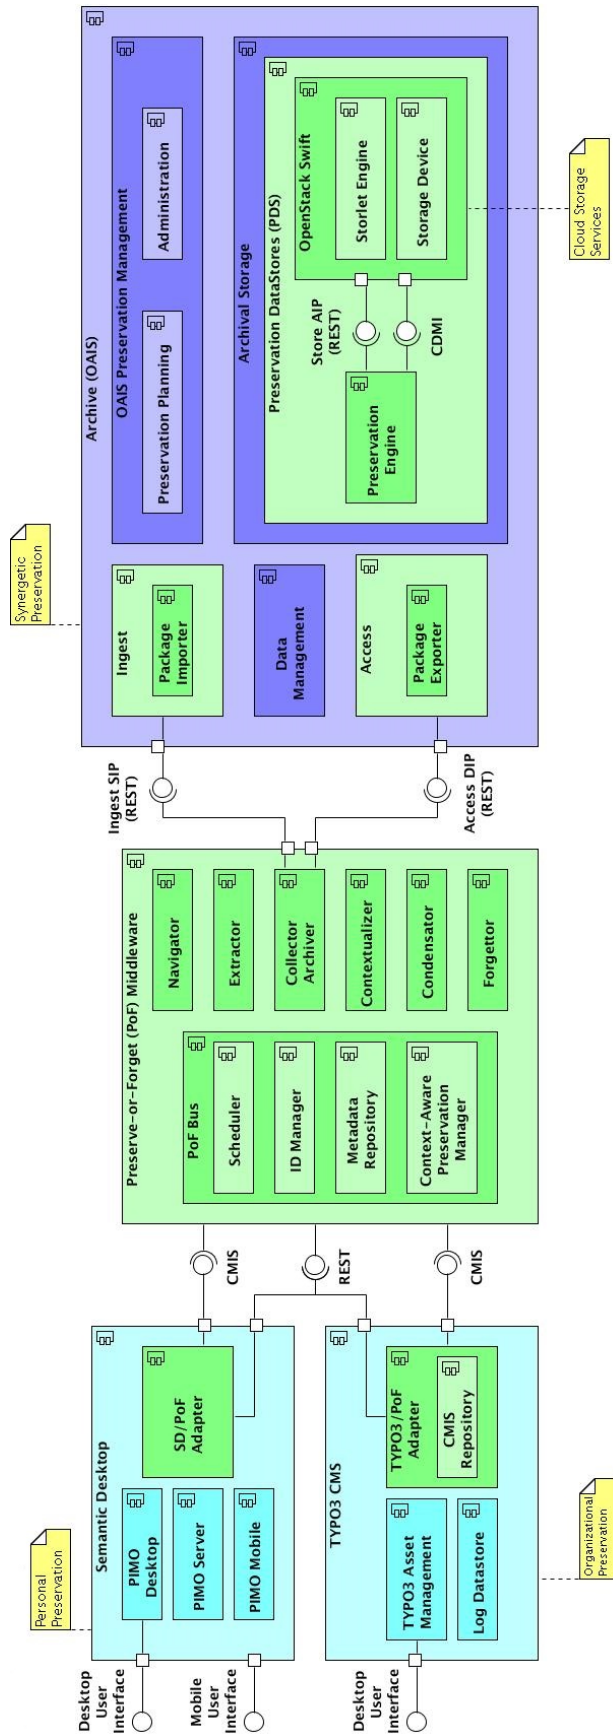 Personal
Preservation
Semantic Desktop
PIMO
Desktop
PIMO Server
PIMO Mobile
SD/PoF
Adapter
Desktop
User
Interface
Mobile
User
Interface
TYPO3 CMS
TYPO3 Asset
Management
Log Datastore
TYPO3/PoF
Adapter
CMIS
Repository
Desktop
User
Interface
Organizational
Preservation
CMIS
REST
CMIS
Preserve-or-Forget (PoF) Middleware
PoF Bus
Scheduler
ID Manager
Metadata
Repository
Context-Aware
Preservation
Manager
Navigator
Extractor
Collector
Archiver
Contextualizer
Condensator
Forgettor
Ingest SIP
(REST)
Access DIP
(REST)
Synergetic
Preservation
Archive (OAIS)
Ingest
Package
Importer
Data
Management
Access
Package
Exporter
OAIS Preservation Management
Preservation Planning
Administration
Archival Storage
Preservation DataStores (PDS)
Preservation
Engine
Store AIP
(REST)
CDMI
OpenStack Swift
Storlet Engine
Storage Device
Cloud Storage
Services